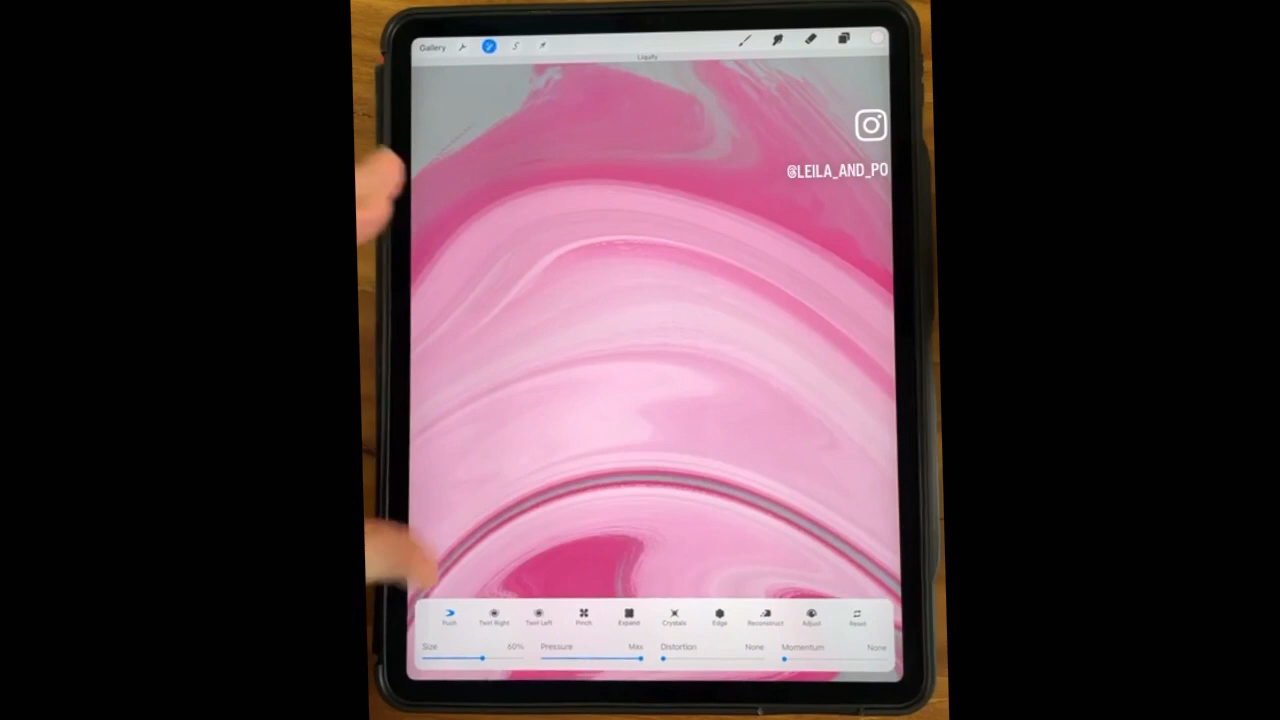 Gallery
Liquify
@LEILA_AND_PO
Push Twirl Right Twirl Left Pinch Expand Crystals Edge Reconstruct Adjust Reset
Size 60% Pressure Max Distortion None Momentum None